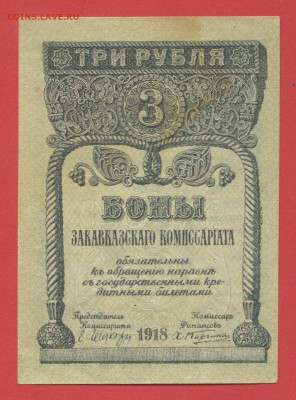 COINS.SU.RU
ТРИ РУБЛЯ
3
БОНЫ
ЗАКАВКАЗСКАГО КОМИССАРІАТА
обязательны
къ обращенію наравнѣ
съ государственными кре-
дитными билетами
Предсѣдатель Комиссаръ
Комиссаріата Финансовъ
1918